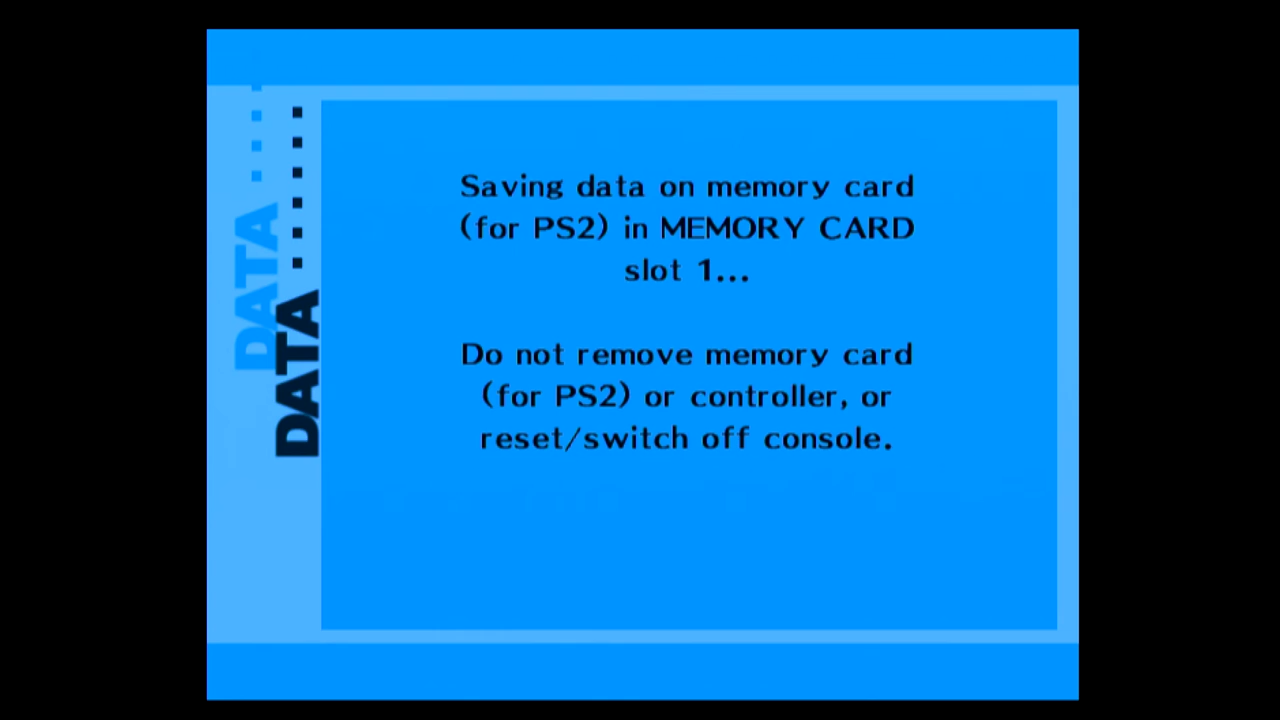 DATA ....
DATA ......
Saving data on memory card
(for PS2) in MEMORY CARD
slot 1...
Do not remove memory card
(for PS2) or controller, or
reset/switch off console.